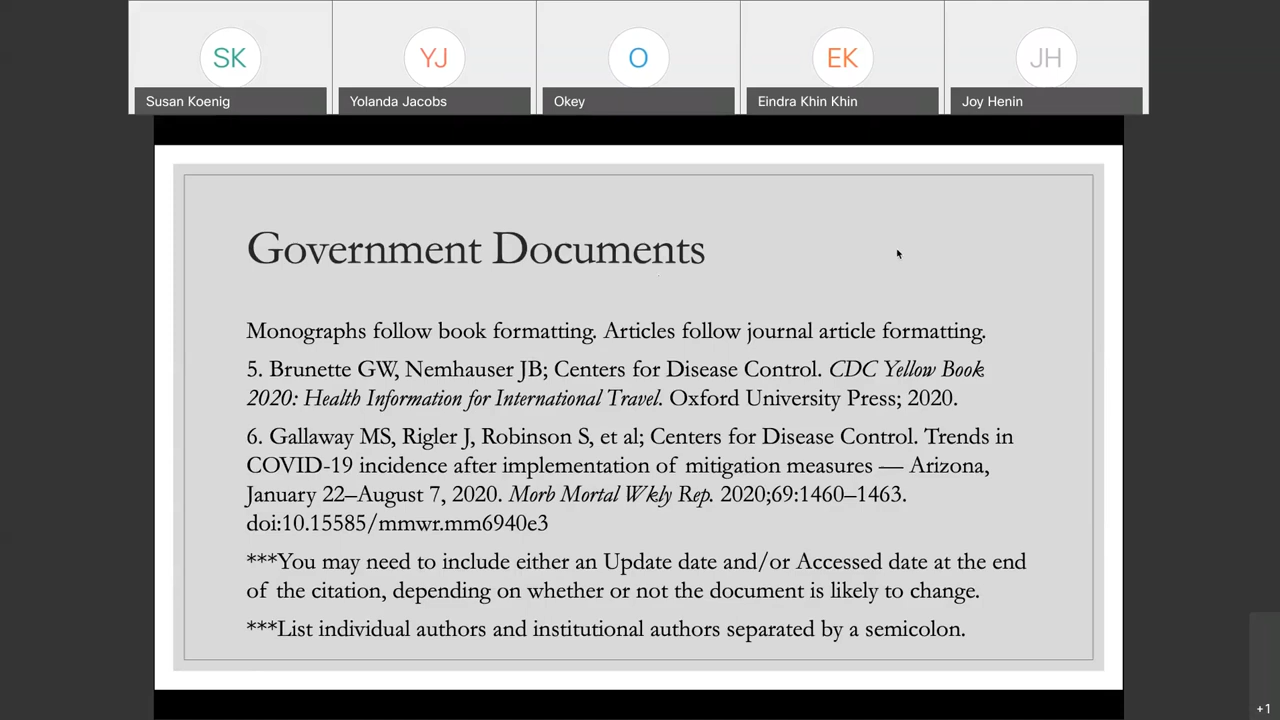 SK
YJ
O
EK
JH
Susan Koenig
Yolanda Jacobs
Okey
Eindra Khin Khin
Joy Henin
Government Documents
Monographs follow book formatting. Articles follow journal article formatting.
5. Brunette GW, Nemhauser JB; Centers for Disease Control. CDC Yellow Book
2020: Health Information for International Travel. Oxford University Press; 2020.
6. Gallaway MS, Rigler J, Robinson S, et al; Centers for Disease Control. Trends in
COVID-19 incidence after implementation of mitigation measures — Arizona,
January 22–August 7, 2020. Morb Mortal Wkly Rep. 2020;69:1460–1463.
doi:10.15585/mmwr.mm6940e3
***You may need to include either an Update date and/or Accessed date at the end
of the citation, depending on whether or not the document is likely to change.
***List individual authors and institutional authors separated by a semicolon.
+1